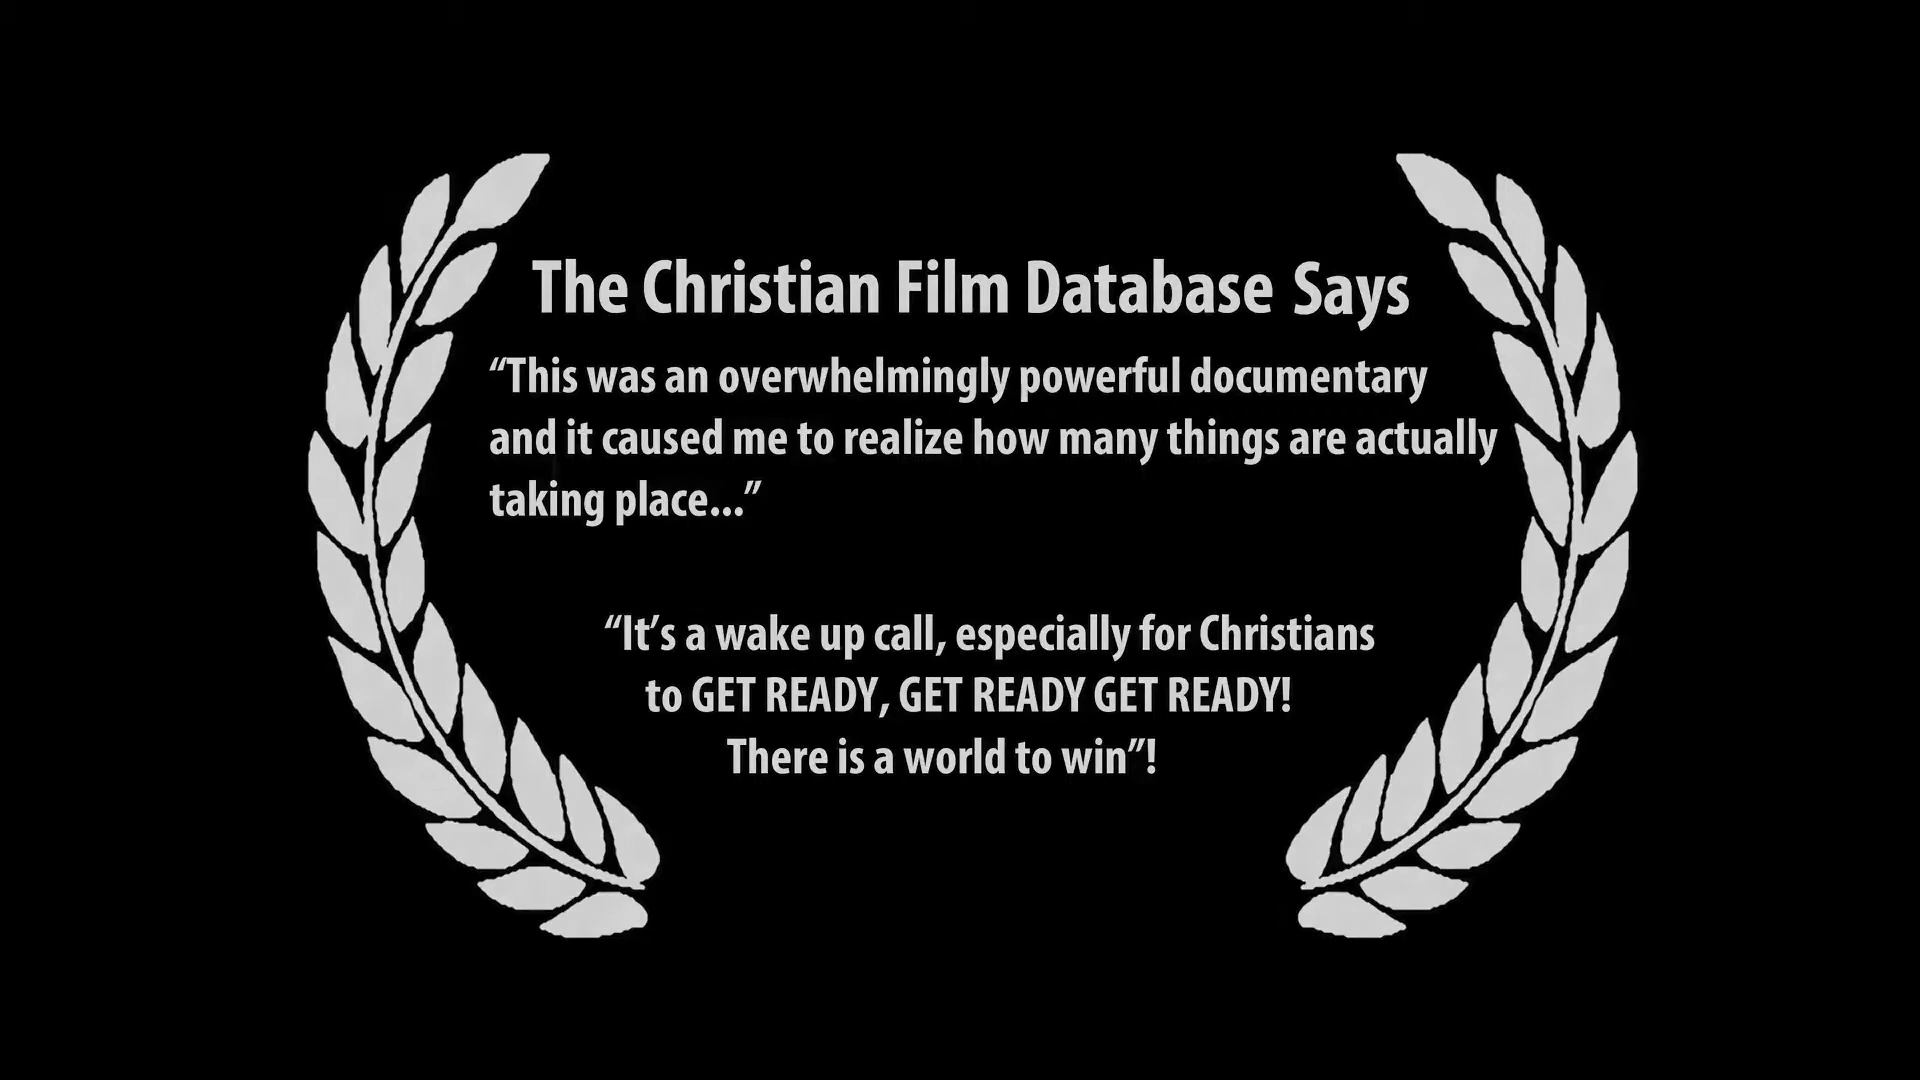 The Christian Film Database Says
“This was an overwhelmingly powerful documentary
and it caused me to realize how many things are actually
taking place...”
“It’s a wake up call, especially for Christians
to GET READY, GET READY GET READY!
There is a world to win”!